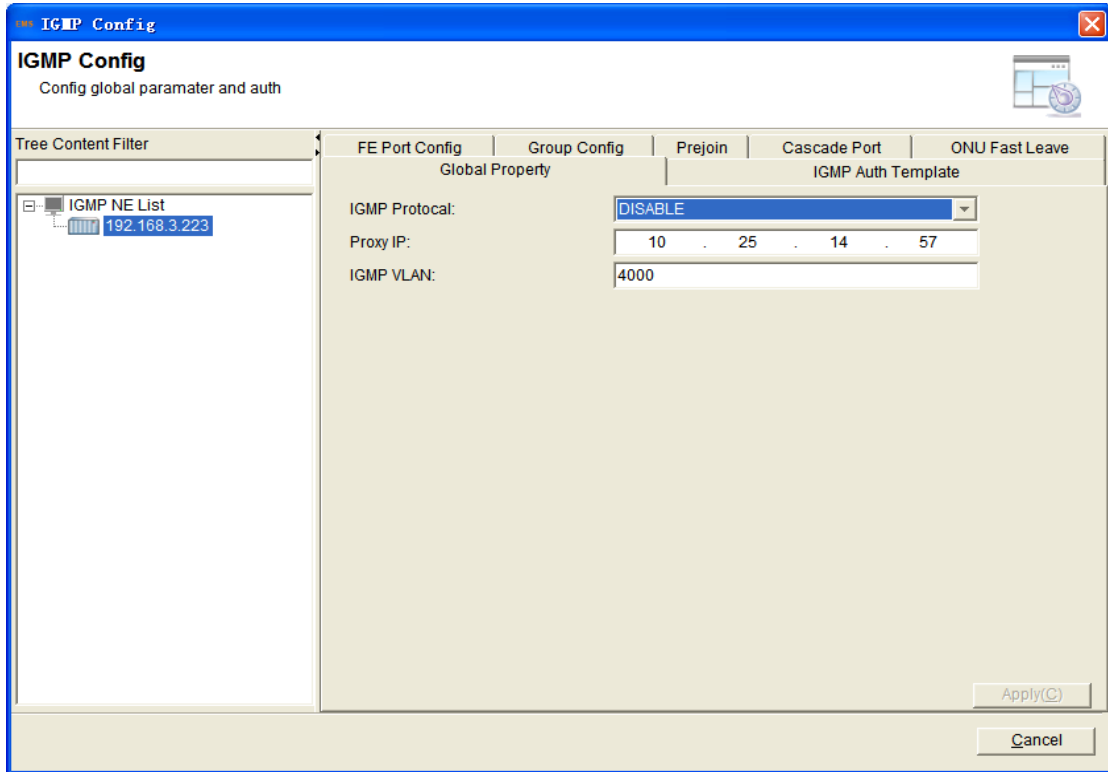 EMS IGMP Config
IGMP Config
Config global paramater and auth
Tree Content Filter
IGMP NE List
192.168.3.223
FE Port Config Group Config Prejoin Cascade Port ONU Fast Leave
Global Property IGMP Auth Template
IGMP Protocal: DISABLE
Proxy IP: 10 . 25 . 14 . 57
IGMP VLAN: 4000
Apply(C)
Cancel